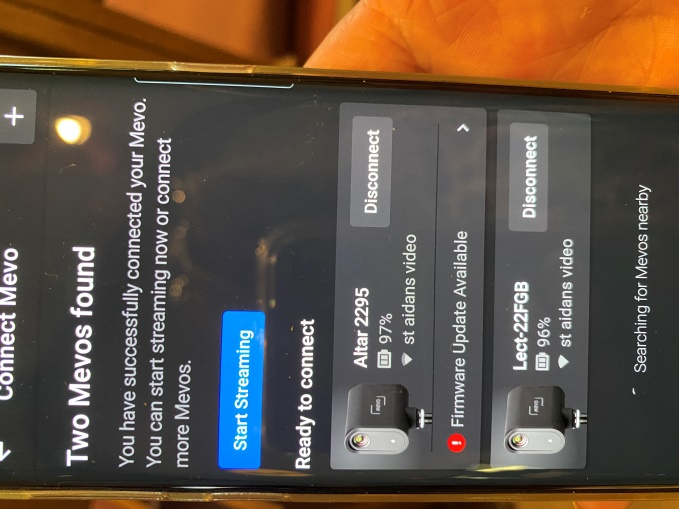 Connect Mevo
+
Two Mevos found
You have successfully connected your Mevo.
You can start streaming now or connect
more Mevos.
Start Streaming
Ready to connect
Altar 2295
97%
st aidans video
Disconnect
Firmware Update Available
Lect-22FGB
96%
st aidans video
Disconnect
Searching for Mevos nearby